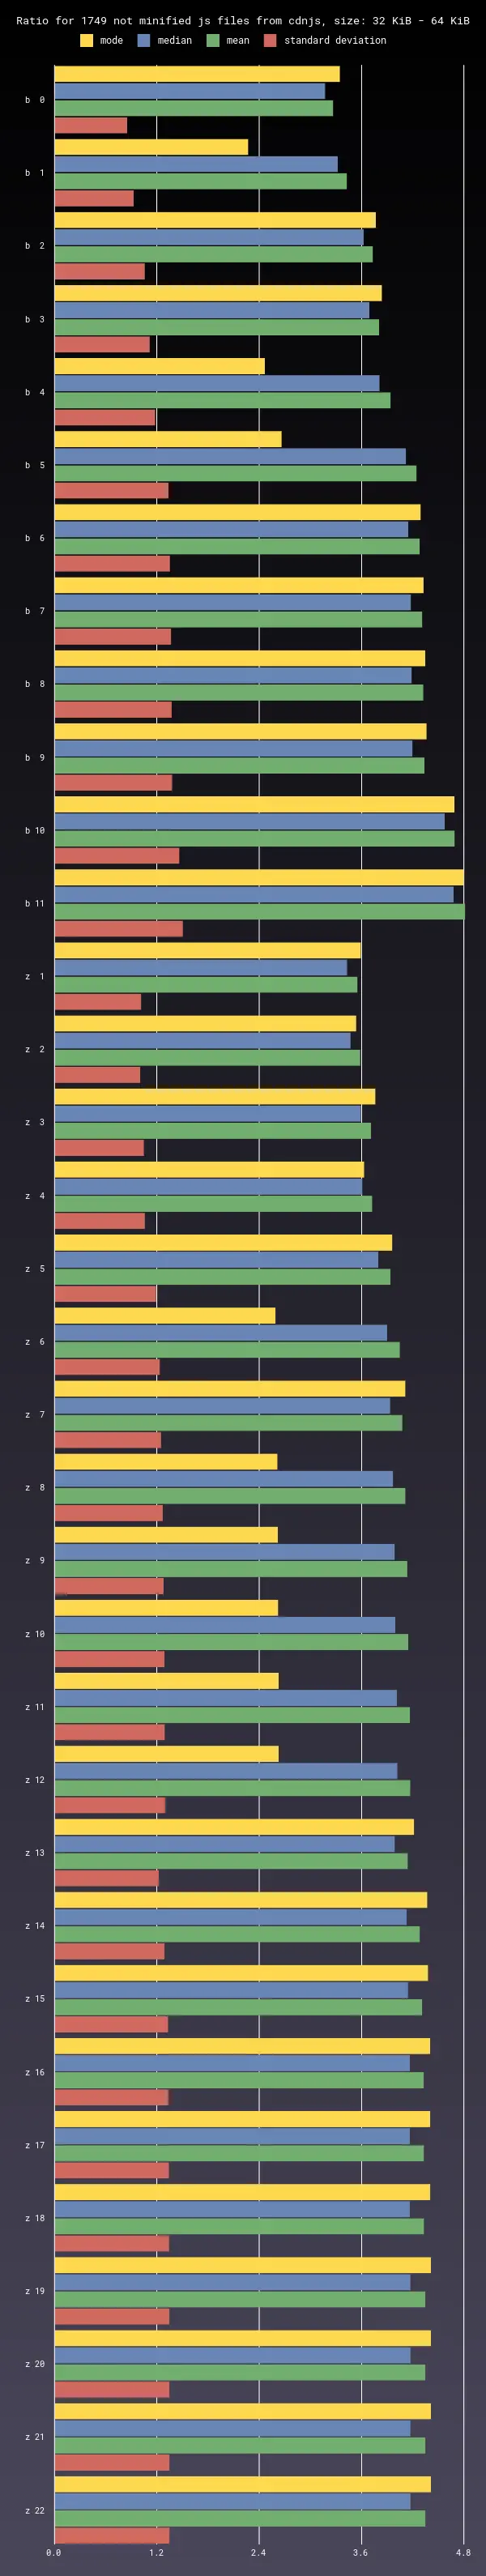 Ratio for 1749 not minified js files from cdnjs, size: 32 KiB - 64 KiB
mode median mean standard deviation
b 0
b 1
b 2
b 3
b 4
b 5
b 6
b 7
b 8
b 9
b 10
b 11
z 1
z 2
z 3
z 4
z 5
z 6
z 7
z 8
z 9
z 10
z 11
z 12
z 13
z 14
z 15
z 16
z 17
z 18
z 19
z 20
z 21
z 22
0.0 1.2 2.4 3.6 4.8